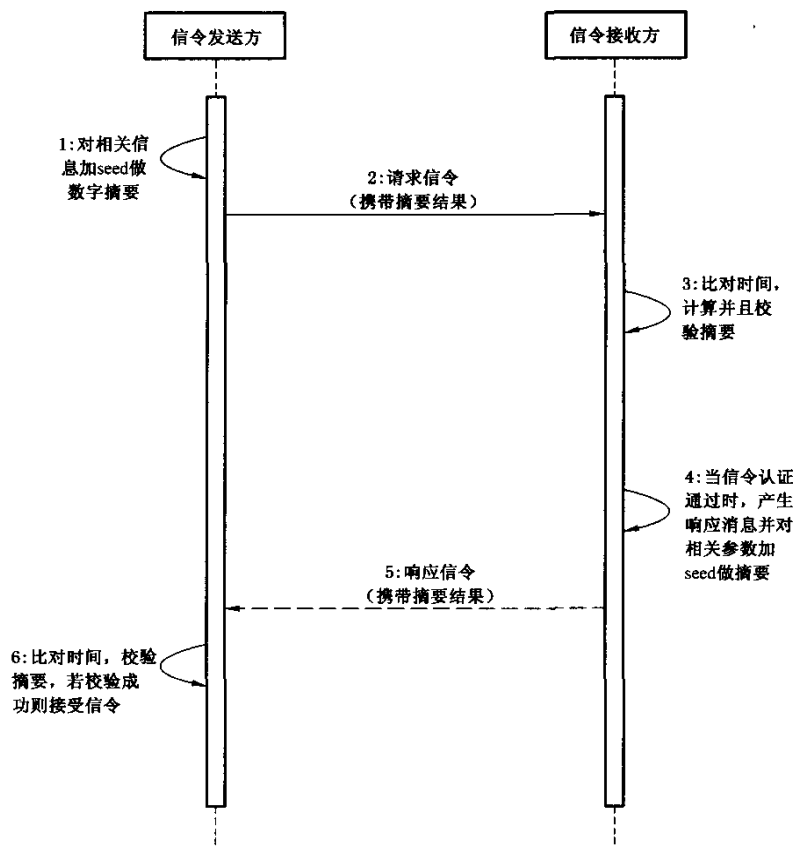 信令发送方
信令接收方
1:对相关信
息加seed做
数字摘要
2:请求信令
(携带摘要结果)
3:比对时间,
计算并且校
验摘要
4:当信令认证
通过时,产生
响应消息并对
相关参数加
seed做摘要
5:响应信令
(携带摘要结果)
6:比对时间,校验
摘要,若校验成
功则接受信令